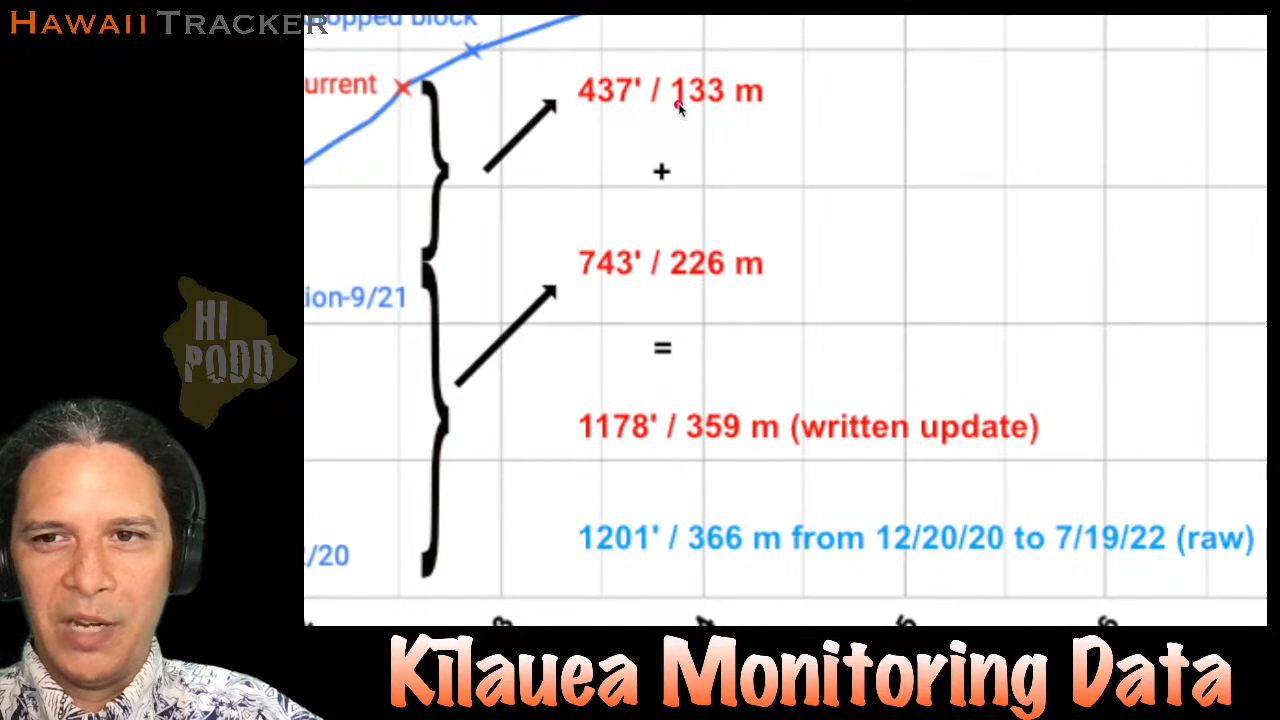 HAWAII TRACKER
opped block
urrent
437' / 133 m
+
743' / 226 m
ion-9/21
=
1178' / 359 m (written update)
1201' / 366 m from 12/20/20 to 7/19/22 (raw)
/20
HI
PODD
Kīlauea Monitoring Data